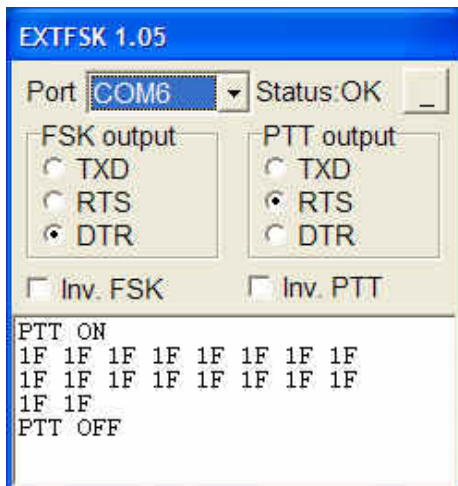 EXTFSK 1.05
Port COM6 Status:OK _
FSK output PTT output
TXD TXD
RTS RTS
DTR DTR
Inv. FSK Inv. PTT
PTT ON
1F 1F 1F 1F 1F 1F 1F 1F
1F 1F 1F 1F 1F 1F 1F 1F
1F 1F
PTT OFF